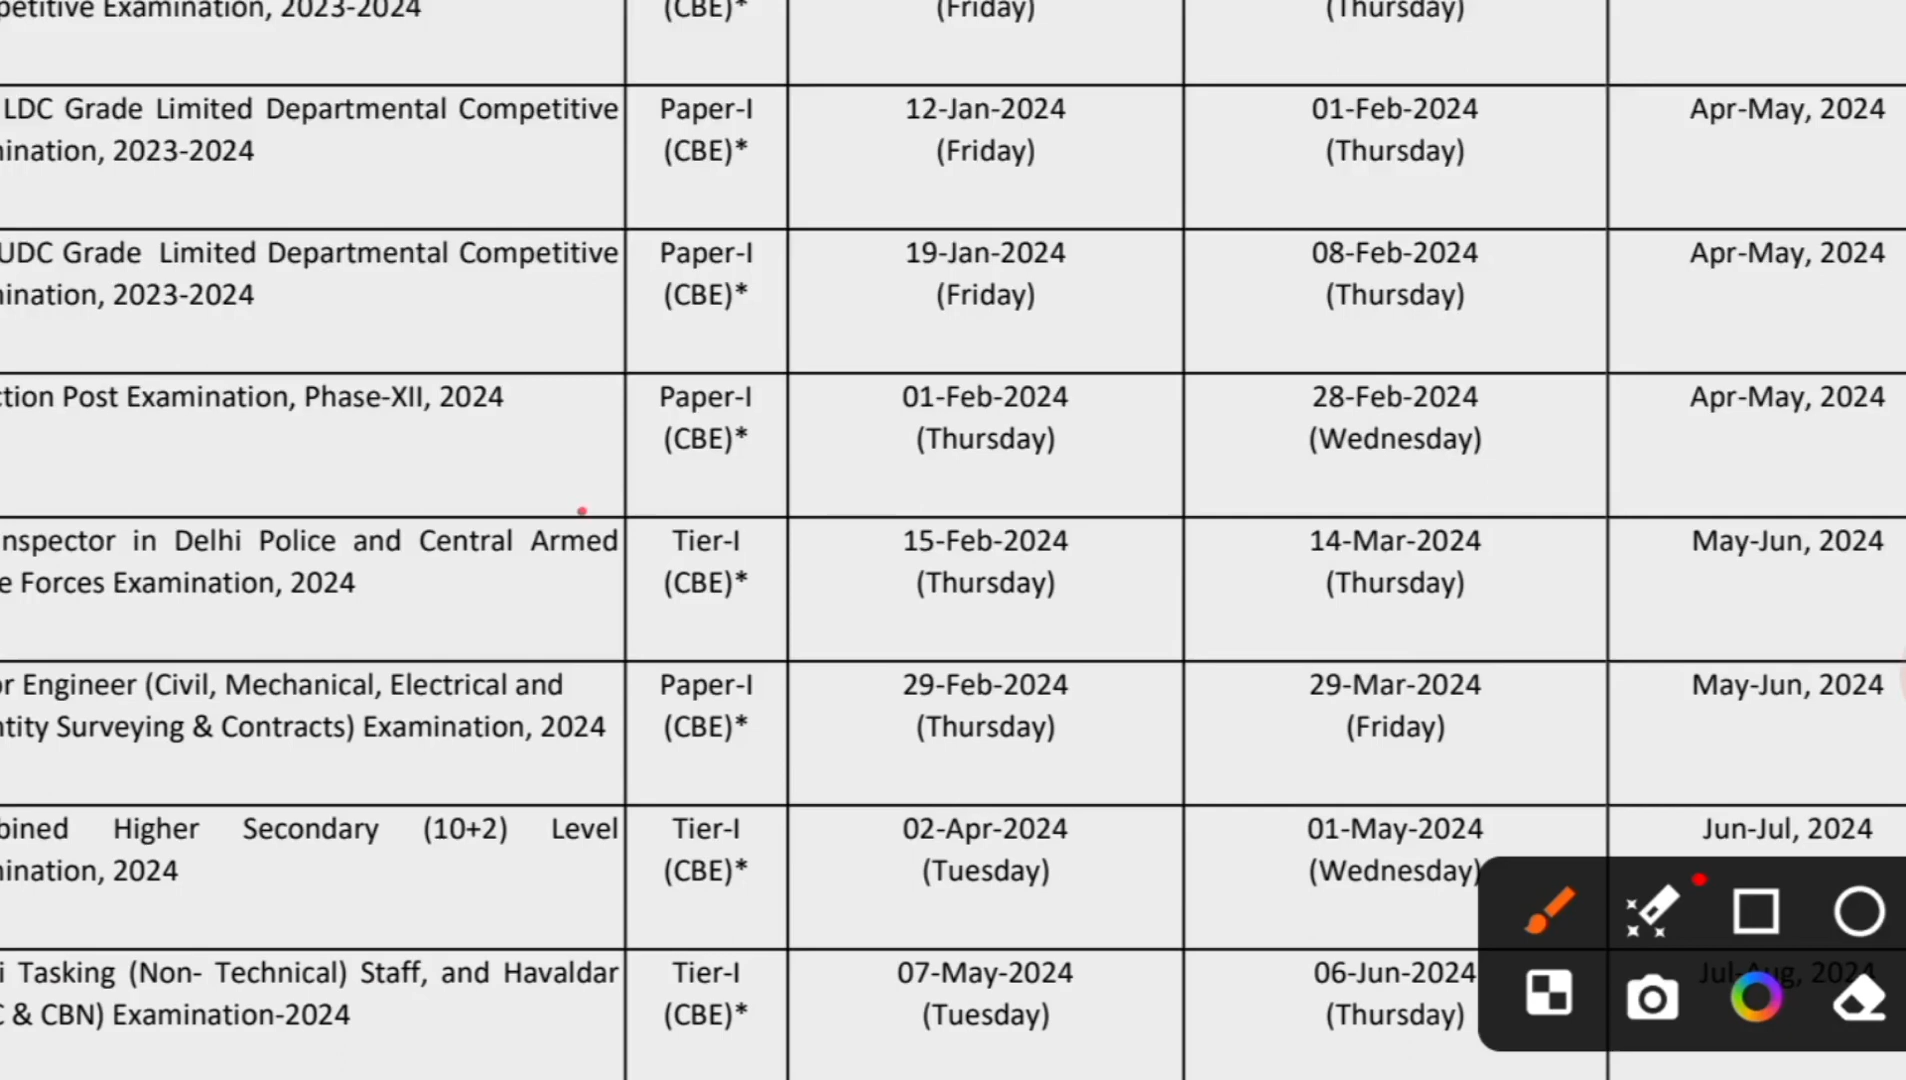 Examination, 2023-2024 (CBE)* (Friday) (Thursday)
LDC Grade Limited Departmental Competitive Paper-I 12-Jan-2024 01-Feb-2024 Apr-May, 2024
2023-2024 (CBE)* (Friday) (Thursday)
UDC Grade Limited Departmental Competitive Paper-I 19-Jan-2024 08-Feb-2024 Apr-May, 2024
2023-2024 (CBE)* (Friday) (Thursday)
Post Examination, Phase-XII, 2024 Paper-I 01-Feb-2024 28-Feb-2024 Apr-May, 2024
(CBE)* (Thursday) (Wednesday)
nspector in Delhi Police and Central Armed Tier-I 15-Feb-2024 14-Mar-2024 May-Jun, 2024
e Forces Examination, 2024 (CBE)* (Thursday) (Thursday)
r Engineer (Civil, Mechanical, Electrical and Paper-I 29-Feb-2024 29-Mar-2024 May-Jun, 2024
ntity Surveying & Contracts) Examination, 2024 (CBE)* (Thursday) (Friday)
bined Higher Secondary (10+2) Level Tier-I 02-Apr-2024 01-May-2024 Jun-Jul, 2024
2024 (CBE)* (Tuesday) (Wednesday)
i Tasking (Non- Technical) Staff, and Havaldar Tier-I 07-May-2024 06-Jun-2024
C & CBN) Examination-2024 (CBE)* (Tuesday) (Thursday)